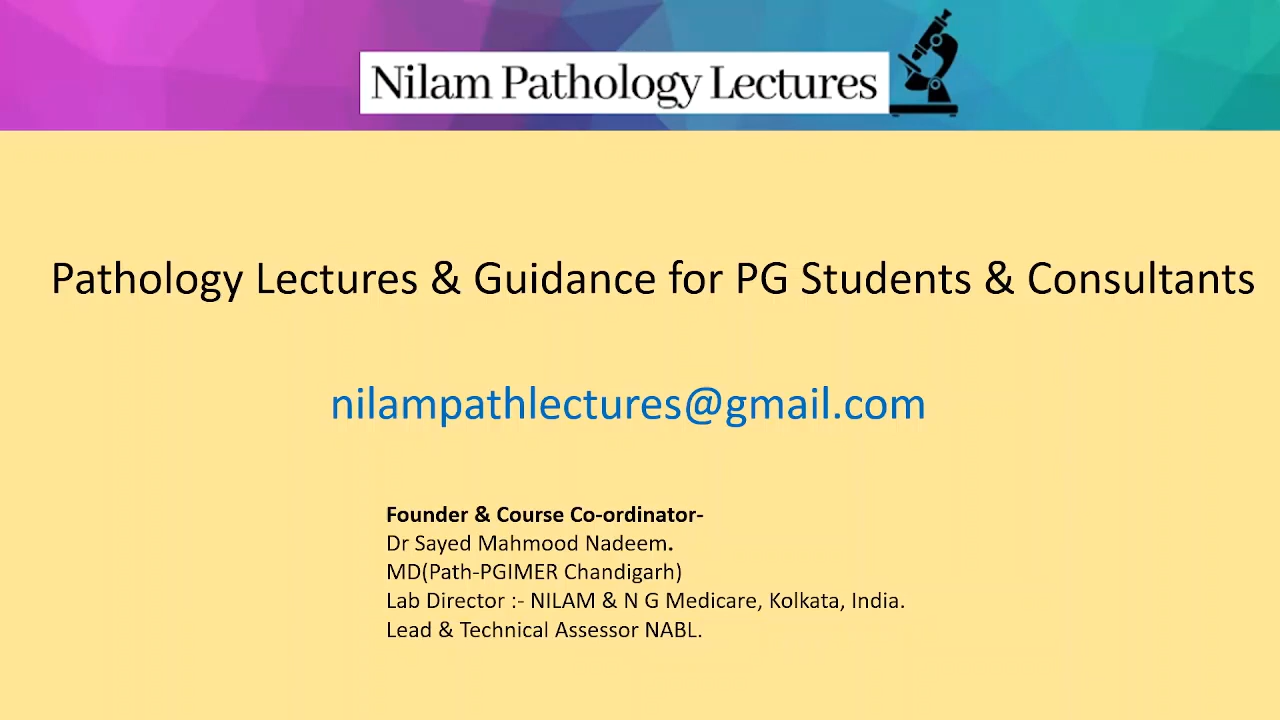 Nilam Pathology Lectures
Pathology Lectures & Guidance for PG Students & Consultants
nilampathlectures@gmail.com
Founder & Course Co-ordinator-
Dr Sayed Mahmood Nadeem.
MD(Path-PGIMER Chandigarh)
Lab Director :- NILAM & N G Medicare, Kolkata, India.
Lead & Technical Assessor NABL.